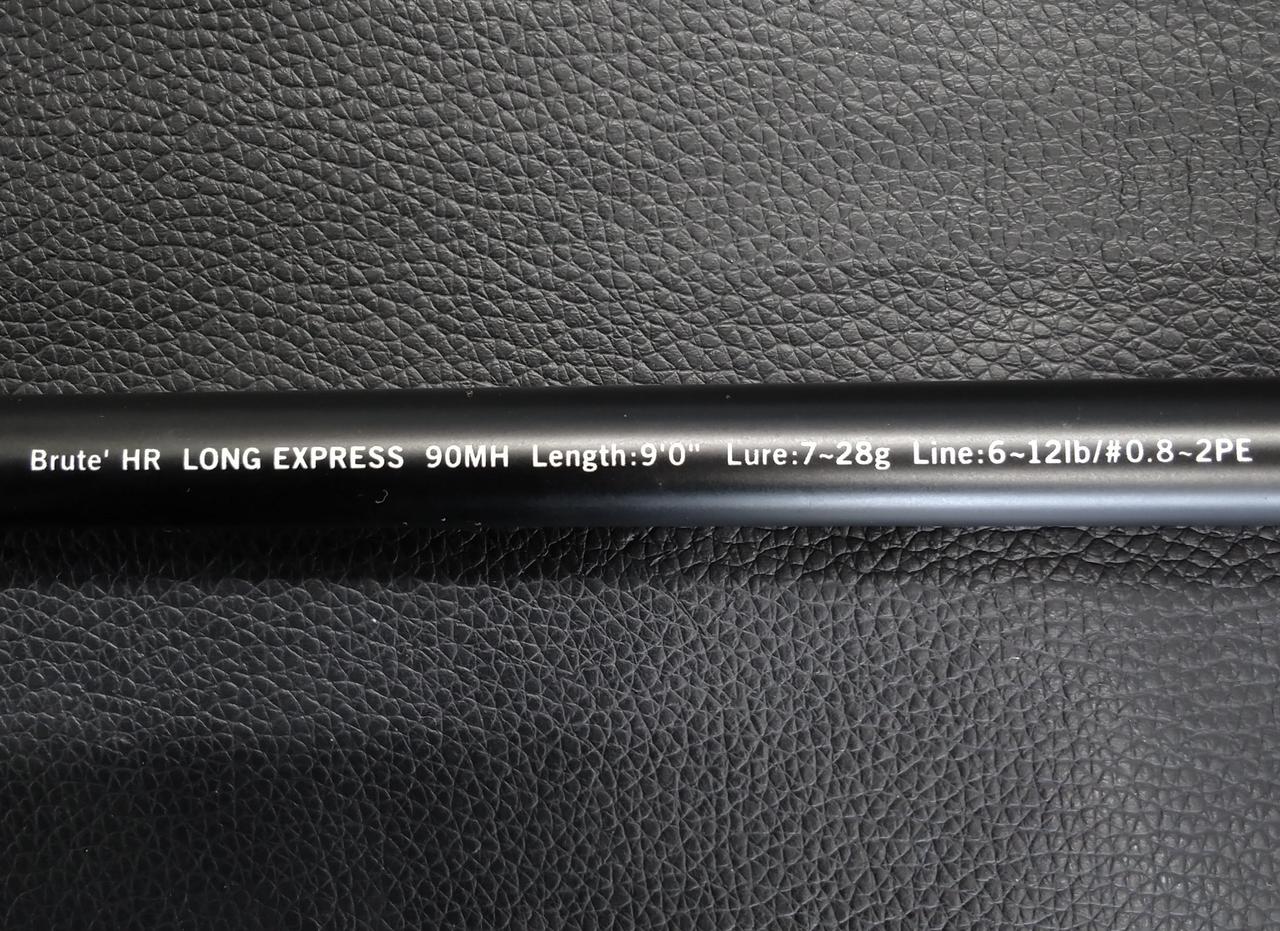 Brute' HR LONG EXPRESS 90MH Length:9'0" Lure:7~28g Line:6~12lb/#0.8~2PE